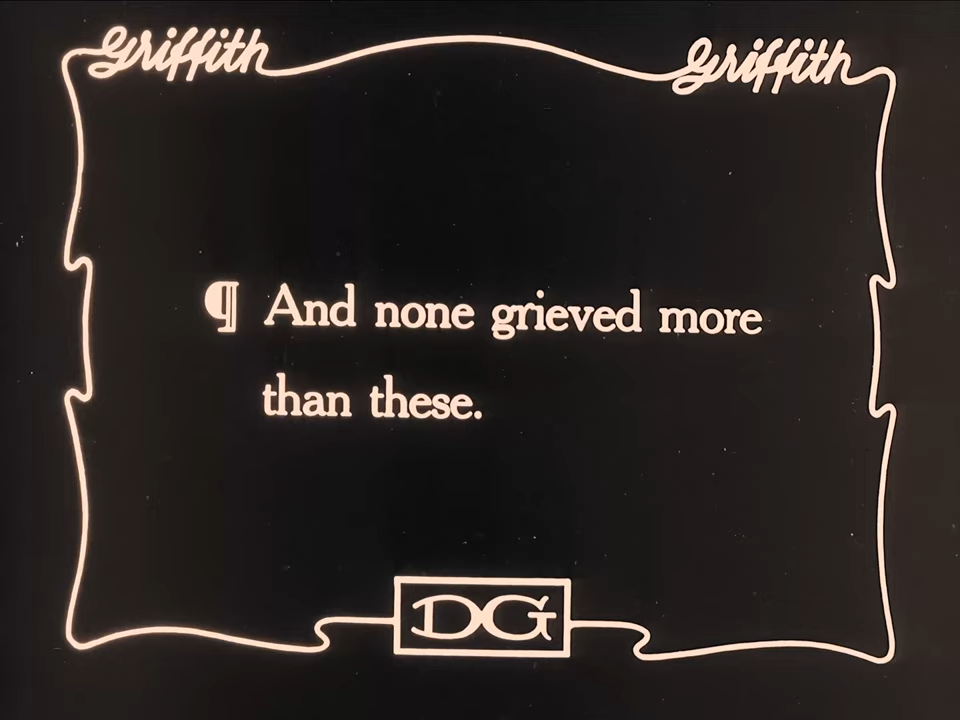 Griffith Griffith
¶ And none grieved more
than these.
DG